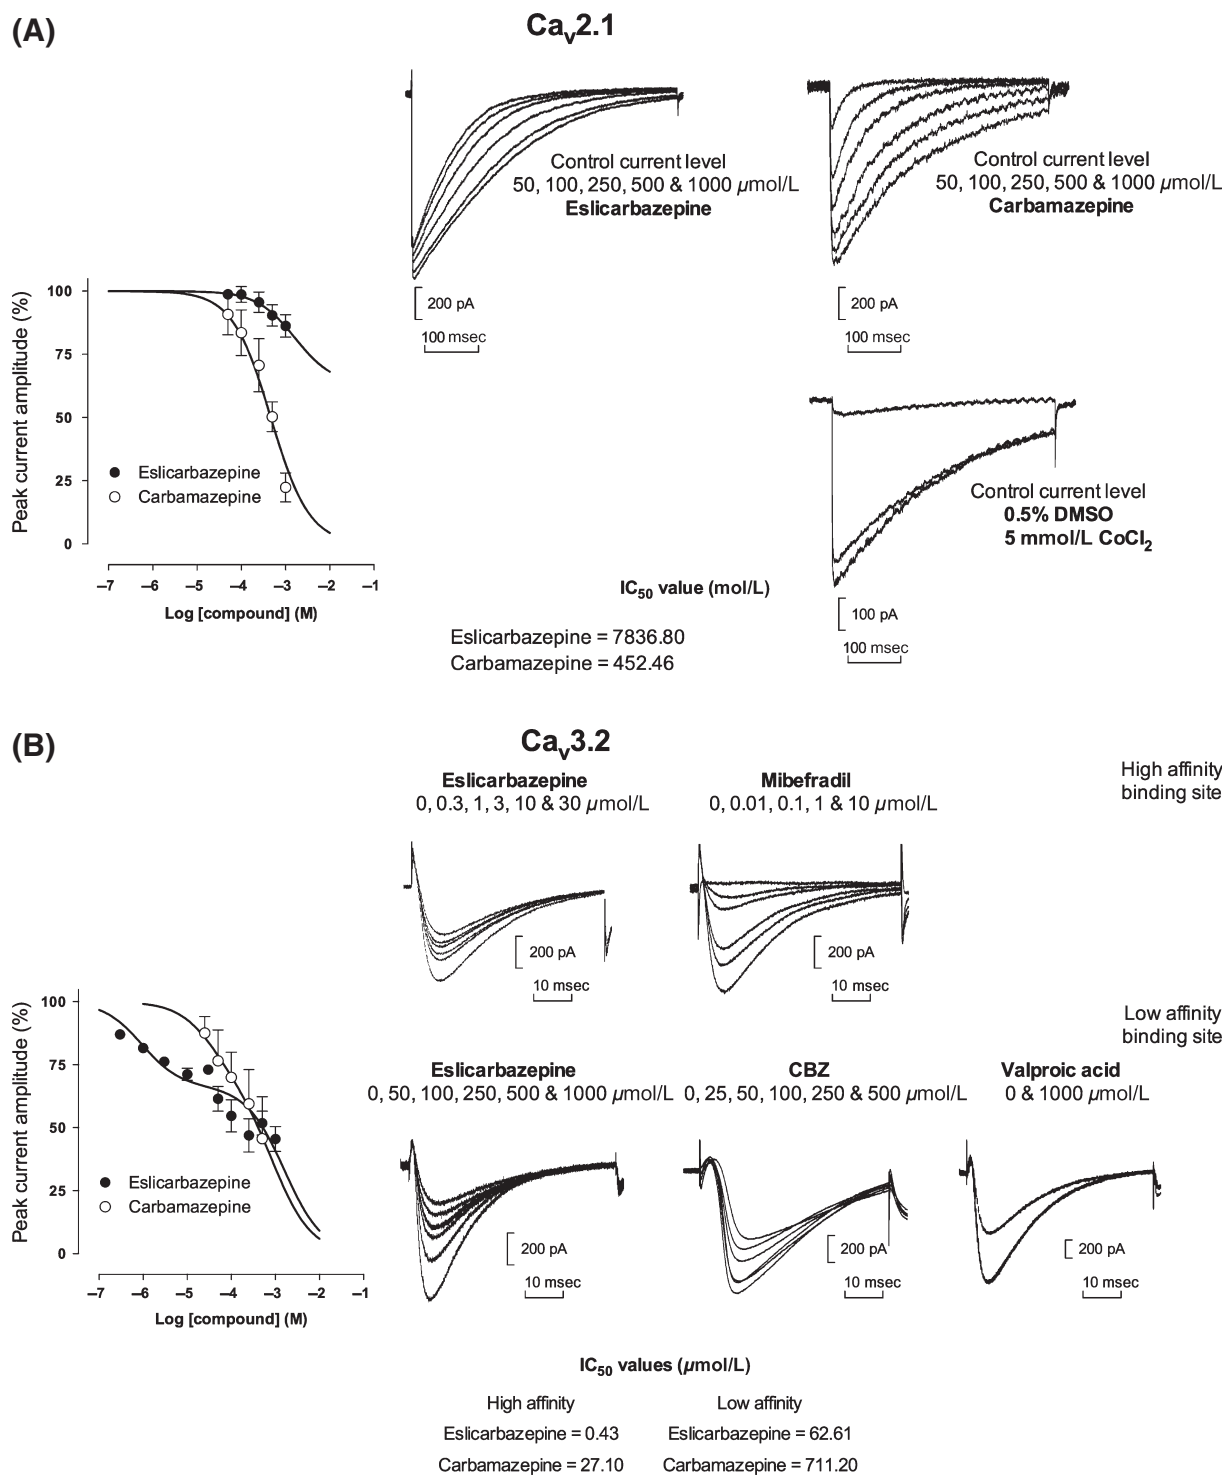 (A)
Cav2.1
Control current level
50, 100, 250, 500 & 1000 µmol/L
Eslicarbazepine
200 pA
100 msec
Control current level
50, 100, 250, 500 & 1000 µmol/L
Carbamazepine
200 pA
100 msec
Peak current amplitude (%)
100
75
50
25
0
Eslicarbazepine
Carbamazepine
–7 –6 –5 –4 –3 –2 –1
Log [compound] (M)
Control current level
0.5% DMSO
5 mmol/L CoCl2
100 pA
100 msec
IC50 value (mol/L)
Eslicarbazepine = 7836.80
Carbamazepine = 452.46
(B)
Cav3.2
High affinity
binding site
Eslicarbazepine
0, 0.3, 1, 3, 10 & 30 µmol/L
200 pA
10 msec
Mibefradil
0, 0.01, 0.1, 1 & 10 µmol/L
200 pA
10 msec
Low affinity
binding site
Peak current amplitude (%)
100
75
50
25
0
Eslicarbazepine
Carbamazepine
–7 –6 –5 –4 –3 –2 –1
Log [compound] (M)
Eslicarbazepine
0, 50, 100, 250, 500 & 1000 µmol/L
200 pA
10 msec
CBZ
0, 25, 50, 100, 250 & 500 µmol/L
200 pA
10 msec
Valproic acid
0 & 1000 µmol/L
200 pA
10 msec
IC50 values (µmol/L)
High affinity
Low affinity
Eslicarbazepine = 0.43
Eslicarbazepine = 62.61
Carbamazepine = 27.10
Carbamazepine = 711.20